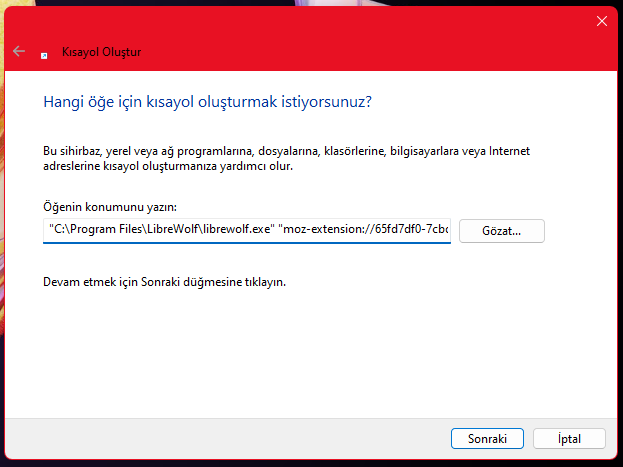 Kısayol Oluştur
Hangi öğe için kısayol oluşturmak istiyorsunuz?
Bu sihirbaz, yerel veya ağ programlarına, dosyalarına, klasörlerine, bilgisayarlara veya Internet
adreslerine kısayol oluşturmanıza yardımcı olur.
Öğenin konumunu yazın:
"C:\Program Files\LibreWolf\librewolf.exe" "moz-extension://65fd7df0-7cbc
Gözat...
Devam etmek için Sonraki düğmesine tıklayın.
Sonraki
İptal